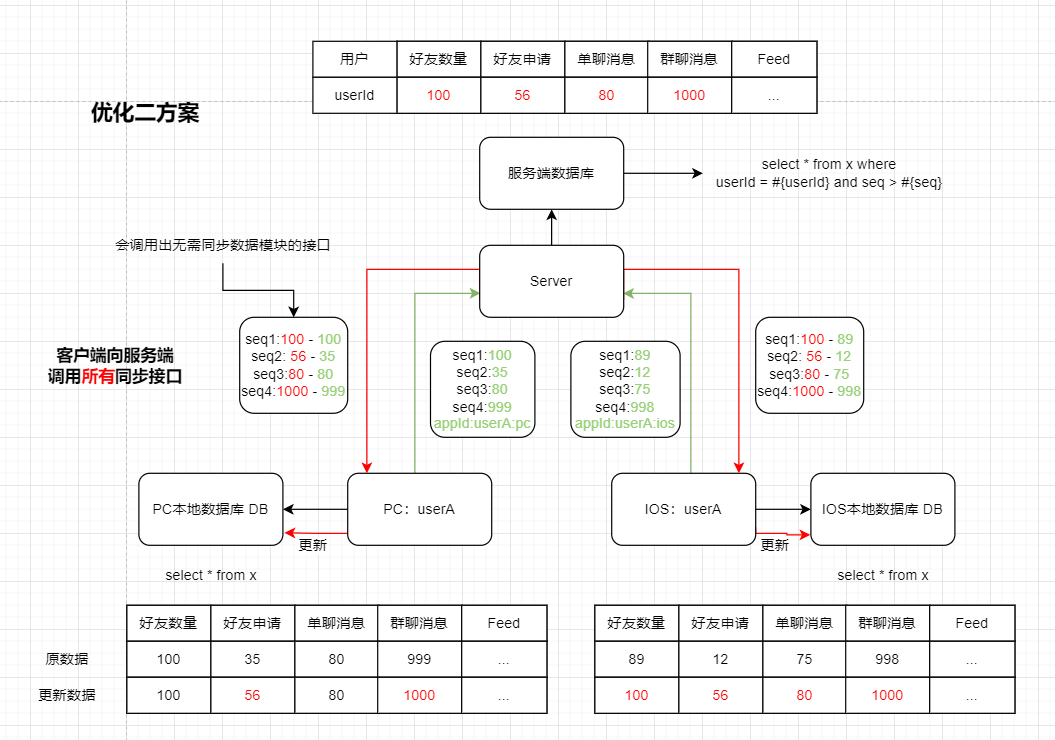 用户 好友数量 好友申请 单聊消息 群聊消息 Feed
userId 100 56 80 1000 ...
优化二方案
服务端数据库
select * from x where
userId = #{userId} and seq > #{seq}
会调用出无需同步数据模块的接口
Server
客户端向服务端
调用所有同步接口
seq1:100 - 100
seq2: 56 - 35
seq3:80 - 80
seq4:1000 - 999
seq1:100
seq2:35
seq3:80
seq4:999
appId:userA:pc
seq1:89
seq2:12
seq3:75
seq4:998
appId:userA:ios
seq1:100 - 89
seq2: 56 - 12
seq3:80 - 75
seq4:1000 - 998
PC本地数据库 DB
PC：userA
IOS：userA
IOS本地数据库 DB
更新
更新
select * from x
select * from x
好友数量 好友申请 单聊消息 群聊消息 Feed
原数据 100 35 80 999 ...
更新数据 100 56 80 1000 ...
好友数量 好友申请 单聊消息 群聊消息 Feed
89 12 75 998 ...
100 56 80 1000 ...